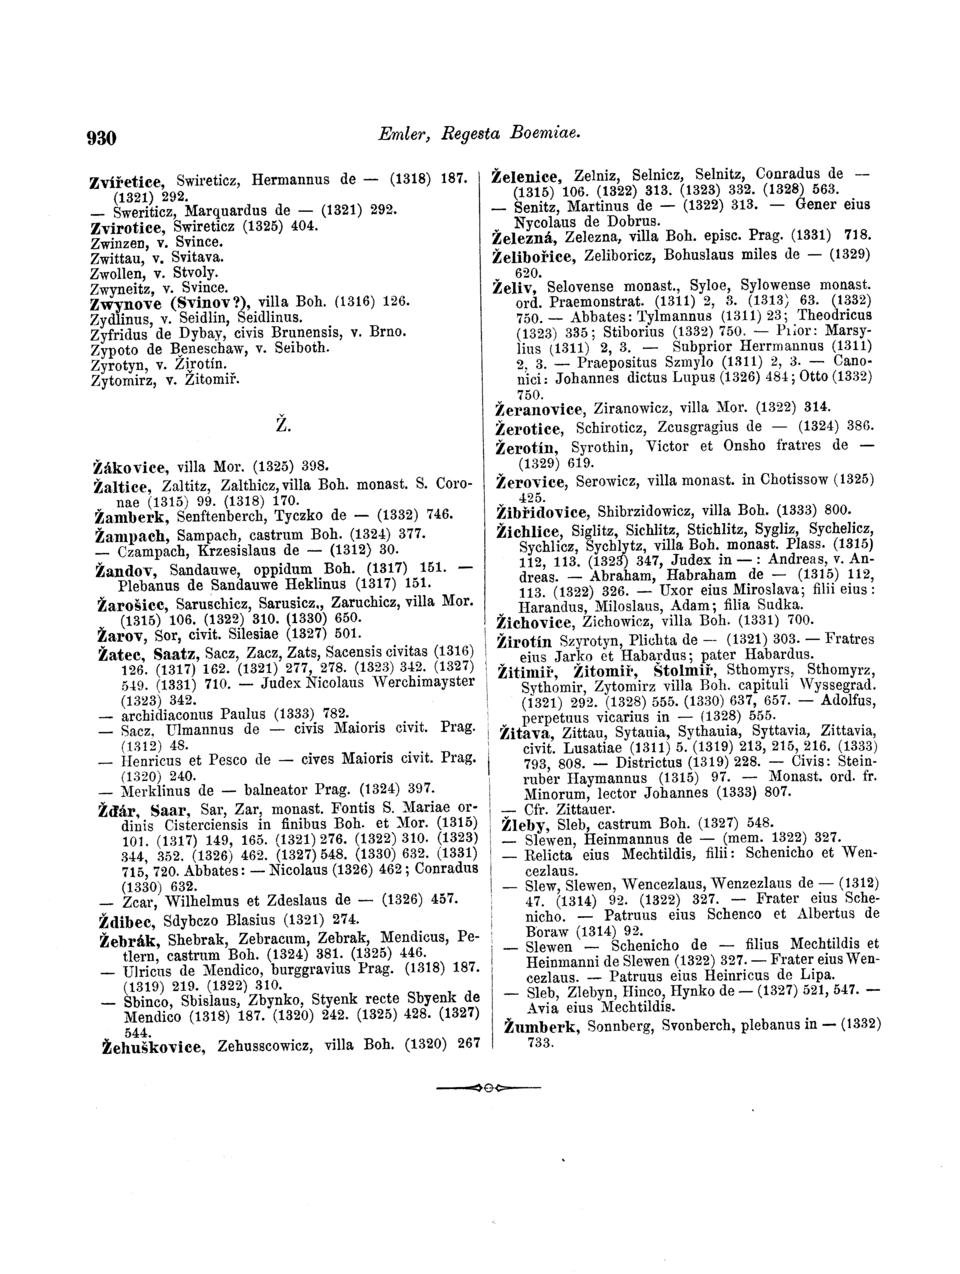 930
Emler, Regesta Boemiae.
Zvířetice, Swireticz, Hermannus de — (1318) 187.
(1321) 292.
— Sweriticz, Marquardus de — (1321) 292.
Zvirotice, Swireticz (1325) 404.
Zwinzen, v. Svince.
Zwittau, v. Svitava.
Zwollen, v. Stvoly.
Zwyneitz, v. Svince.
Zwynove (Svinov?), villa Boh. (1316) 126.
Zydlinus, v. Seidlin, Seidlinus.
Zyfridus de Dybay, civis Brunensis, v. Brno.
Zypoto de Beneschaw, v. Seiboth.
Zyrotyn, v. Žirotín.
Zytomirz, v. Žitomiř.
Ž.
Žákovice, villa Mor. (1325) 398.
Žaltice, Zaltitz, Zalthicz, villa Boh. monast. S. Coro-
nae (1315) 99. (1318) 170.
Žamberk, Senftenberch, Tyczko de — (1332) 746.
Žampach, Sampach, castrum Boh. (1324) 377.
— Czampach, Krzesislaus de — (1312) 30.
Žandov, Sandauwe, oppidum Boh. (1317) 151. —
Plebanus de Sandauwe Heklinus (1317) 151.
Žarošice, Saruschicz, Sarusicz,, Zaruchicz, villa Mor.
(1315) 106. (1322) 310. (1330) 650.
Žarov, Sor, civit. Silesiae (1327) 501.
Žatec, Saatz, Sacz, Zacz, Zats, Sacensis civitas (1316)
126. (1317) 162. (1321) 277, 278. (1323) 342. (1327)
549. (1331) 710. — Judex Nicolaus Werchimayster
(1323) 342.
— archidiaconus Paulus (1333) 782.
— Sacz, Ulmannus de — civis Maioris civit. Prag.
(1312) 48.
— Henricus et Pesco de — cives Maioris civit. Prag.
(1320) 240.
— Merklinus de — balneator Prag. (1324) 397.
Žďár, Saar, Sar, Zar, monast. Fontis S. Mariae or-
dinis Cisterciensis in finibus Boh. et Mor. (1315)
101. (1317) 149, 165. (1321) 276. (1322) 310. (1323)
344, 352. (1326) 462. (1327) 548. (1330) 632. (1331)
715, 720. Abbates: — Nicolaus (1326) 462; Conradus
(1330) 632.
— Zcar, Wilhelmus et Zdeslaus de — (1326) 457.
Ždibec, Sdybczo Blasius (1321) 274.
Žebrák, Shebrak, Zebracum, Zebrak, Mendicus, Pe-
tlern, castrum Boh. (1324) 381. (1325) 446.
— Ulricus de Mendico, burggravius Prag. (1318) 187.
(1319) 219. (1322) 310.
— Sbinco, Sbislaus, Zbynko, Styenk recte Sbyenk de
Mendico (1318) 187. (1320) 242. (1325) 428. (1327)
544.
Žehuškovice, Zehusscowicz, villa Boh. (1320) 267
Želenice, Zelniz, Selnicz, Selnitz, Conradus de —
(1315) 106. (1322) 313. (1323) 332. (1328) 563.
— Senitz, Martinus de — (1322) 313. — Gener eius
Nycolaus de Dobrus.
Železná, Zelezna, villa Boh. episc. Prag. (1331) 718.
Želibořice, Zeliboricz, Bohuslaus miles de — (1329)
620.
Želiv, Selovense monast., Syloe, Sylowense monast.
ord. Praemonstrat. (1311) 2, 3. (1313) 63. (1332)
750. — Abbates: Tylmannus (1311) 23; Theodricus
(1323) 335; Stiborius (1332) 750. — Prior: Marsy-
lius (1311) 2, 3. — Subprior Herrmannus (1311)
2, 3. — Praepositus Szmylo (1311) 2, 3. — Cano-
nici: Johannes dictus Lupus (1326) 484; Otto (1332)
750.
Žeranovice, Ziranowicz, villa Mor. (1322) 314.
Žerotice, Schiroticz, Zcusgragius de — (1324) 386.
Žerotín, Syrothin, Victor et Onsho fratres de —
(1329) 619.
Žerovice, Serowicz, villa monast. in Chotissow (1325)
425.
Žibřidovice, Shibrzidowicz, villa Boh. (1333) 800.
Žichlice, Siglitz, Sichlitz, Stichlitz, Sygliz, Sychelicz,
Sychlicz, Sychlytz, villa Boh. monast. Plass. (1315)
112, 113. (1323) 347, Judex in — : Andreas, v. An-
dreas. — Abraham, Habraham de — (1315) 112,
113. (1322) 326. — Uxor eius Miroslava; filii eius:
Harandus, Miloslaus, Adam; filia Sudka.
Žichovice, Zichowicz, villa Boh. (1331) 700.
Žirotín Szyrotyn, Plichta de — (1321) 303. — Fratres
eius Jarko et Habardus; pater Habardus.
Žitimiř, Žitomiř, Stolmiř, Sthomyrs, Sthomyrz,
Sythomir, Zytomirz villa Boh. capituli Wyssegrad.
(1321) 292. (1328) 555. (1330) 637, 657. — Adolfus,
perpetuus vicarius in — (1328) 555.
Žitava, Zittau, Sytauia, Sythauia, Syttavia, Zittavia,
civit. Lusatiae (1311) 5. (1319) 213, 215, 216. (1333)
793, 808. — Districtus (1319) 228. — Civis: Stein-
ruber Haymannus (1315) 97. — Monast. ord. fr.
Minorum, lector Johannes (1333) 807.
— Cfr. Zittauer.
Žleby, Sleb, castrum Boh. (1327) 548.
— Slewen, Heinmannus de — (mem. 1322) 327.
— Relicta eius Mechtildis, filii: Schenicho et Wen-
cezlaus.
— Slew, Slewen, Wencezlaus, Wenzezlaus de — (1312)
47. (1314) 92. (1322) 327. — Frater eius Sche-
nicho. — Patruus eius Schenco et Albertus de
Boraw (1314) 92.
— Slewen — Schenicho de — filius Mechtildis et
Heinmanni de Slewen (1322) 327. — Frater eius Wen-
cezlaus. — Patruus eius Heinricus de Lipa.
— Sleb, Zlebyn, Hinco, Hynko de — (1327) 521, 547. —
Avia eius Mechtildis.
Žumberk, Sonnberg, Svonberch, plebanus in — (1332)
733.